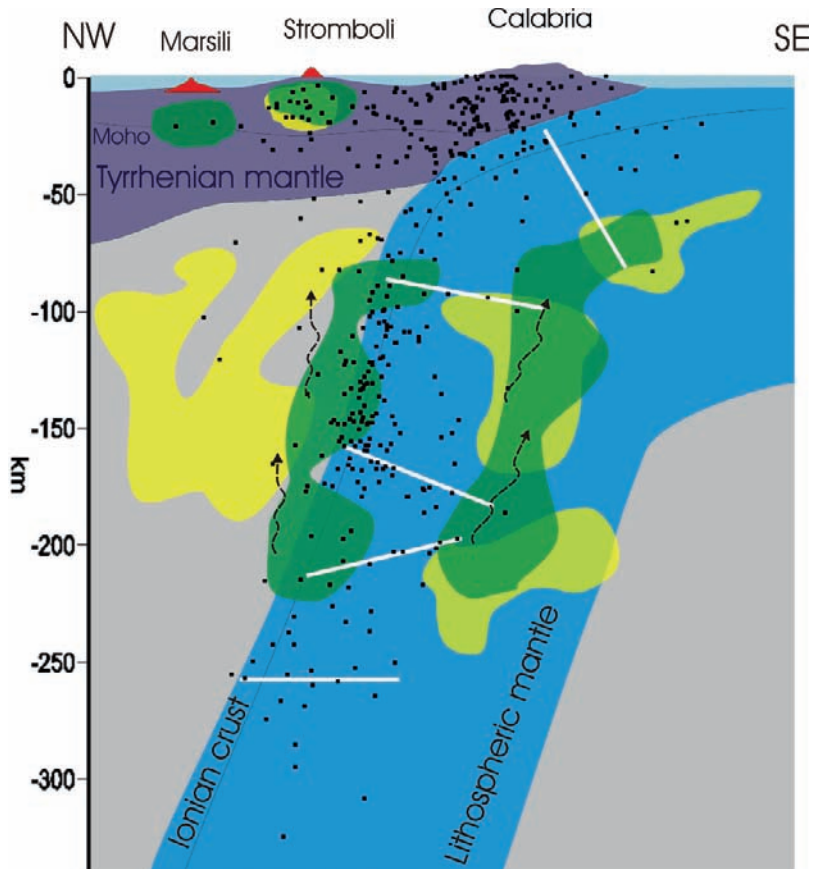 NW
Marsili
Stromboli
Calabria
SE
0
Moho
Tyrrhenian mantle
-50
-100
-150
km
-200
-250
-300
Ionian crust
Lithospheric mantle